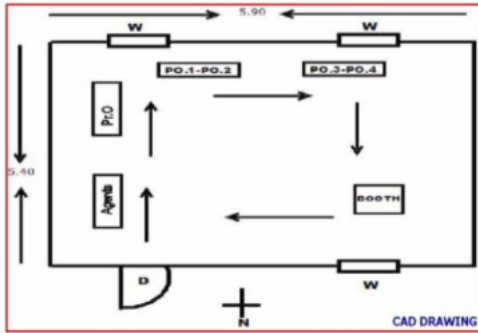 5.90
W
W
PO.1-PO.2
PO.3-PO.4
Pr.O
5.40
Agents
BOOTH
D
W
N
CAD DRAWING